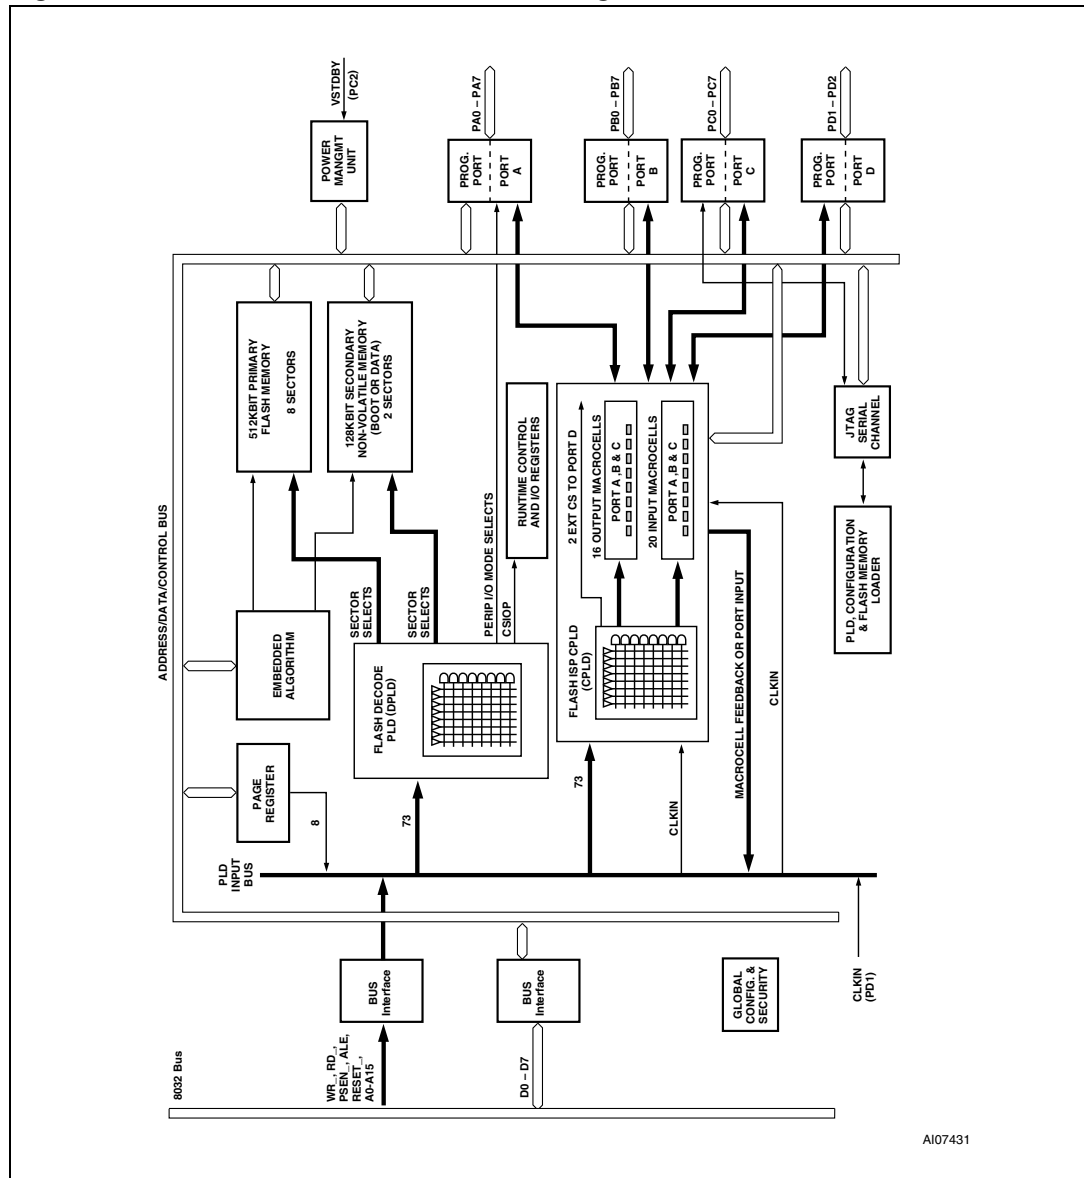 VSTDBY
(PC2)
PA0 – PA7
PB0 – PB7
PC0 – PC7
PD1 – PD2
POWER
MANGMT
UNIT
PROG.
PORT
PORT
A
PROG.
PORT
PORT
B
PROG.
PORT
PORT
C
PROG.
PORT
PORT
D
ADDRESS/DATA/CONTROL BUS
512KBIT PRIMARY
FLASH MEMORY
8 SECTORS
128KBIT SECONDARY
NON-VOLATILE MEMORY
(BOOT OR DATA)
2 SECTORS
PERIP I/O MODE SELECTS
CSIOP
RUNTIME CONTROL
AND I/O REGISTERS
2 EXT CS TO PORT D
16 OUTPUT MACROCELLS
PORT A ,B & C
20 INPUT MACROCELLS
PORT A ,B & C
JTAG
SERIAL
CHANNEL
PLD, CONFIGURATION
& FLASH MEMORY
LOADER
EMBEDDED
ALGORITHM
SECTOR
SELECTS
SECTOR
SELECTS
FLASH DECODE
PLD (DPLD)
FLASH ISP CPLD
(CPLD)
MACROCELL FEEDBACK OR PORT INPUT
CLKIN
PAGE
REGISTER
8
73
73
CLKIN
PLD
INPUT
BUS
BUS
Interface
BUS
Interface
GLOBAL
CONFIG. &
SECURITY
CLKIN
(PD1)
8032 Bus
WR_, RD_,
PSEN_, ALE,
RESET_,
A0-A15
D0 – D7
AI07431